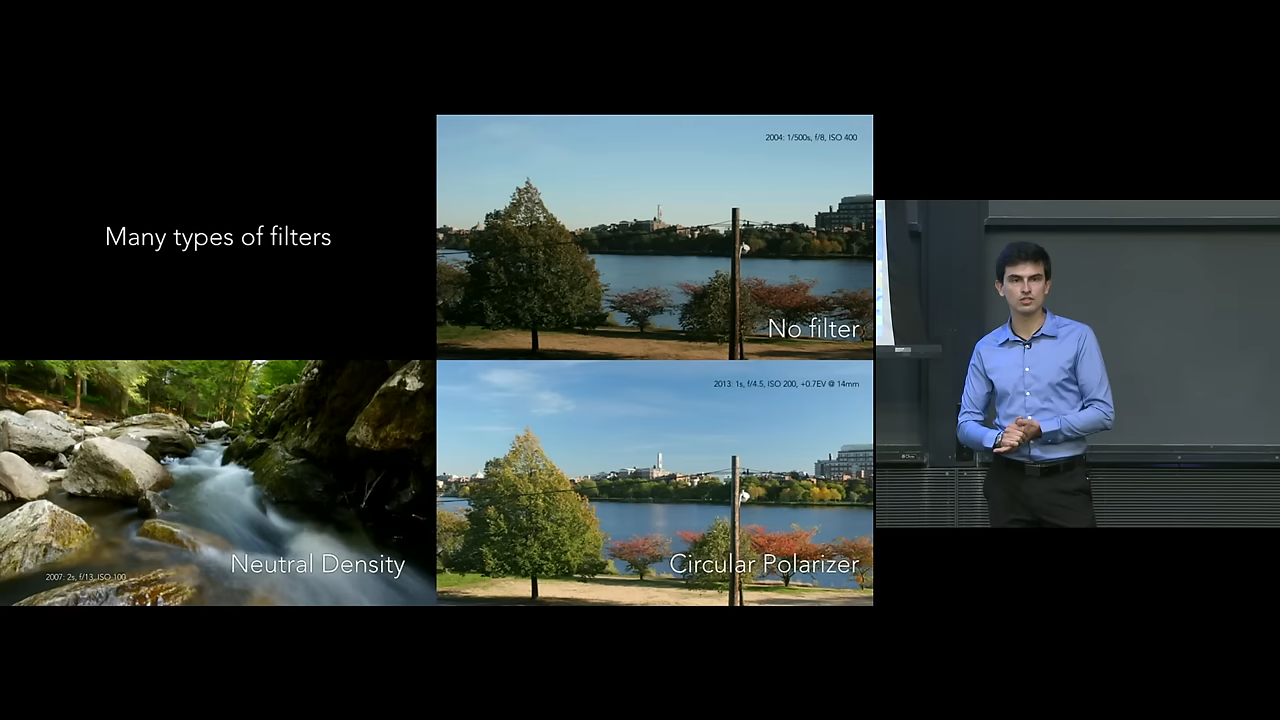 Many types of filters
2004: 1/500s, f/8, ISO 400
No filter
2007: 2s, f/13, ISO 100
Neutral Density
2013: 1s, f/4.5, ISO 200, +0.7EV @ 14mm
Circular Polarizer